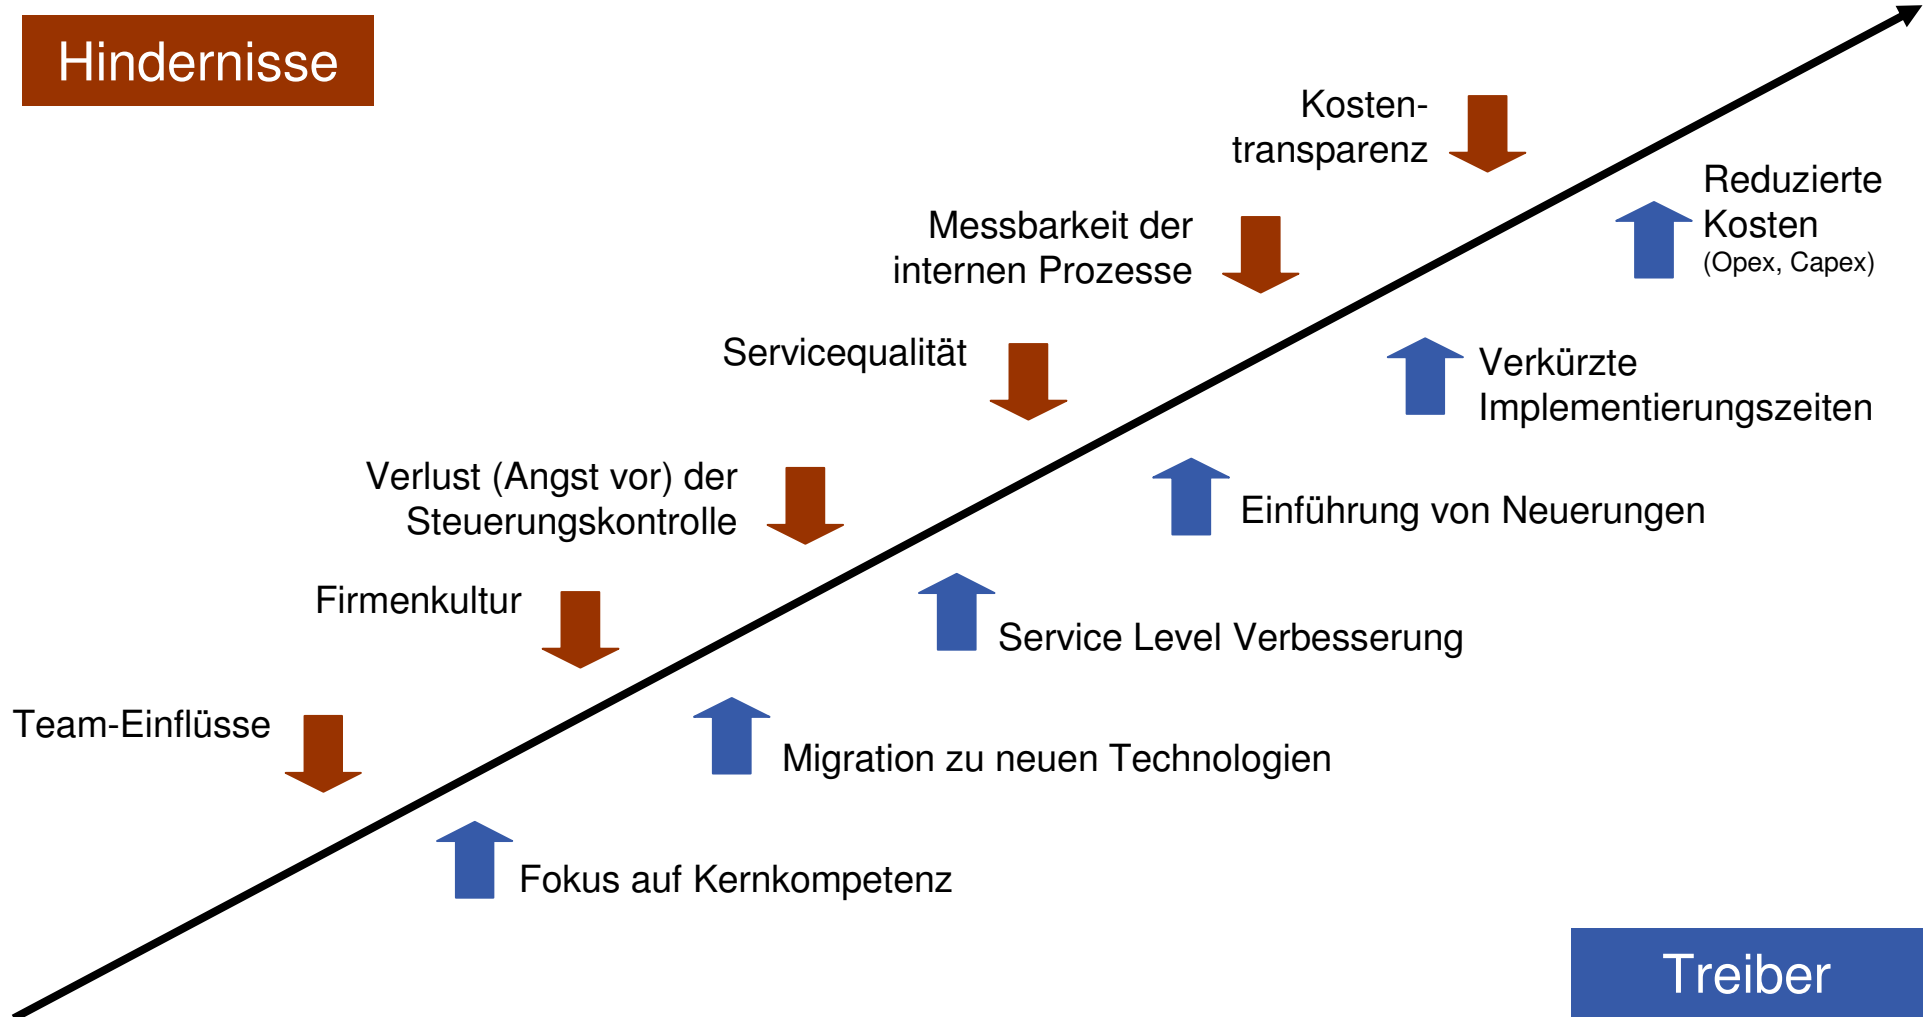 Hindernisse
Kosten-
transparenz
Reduzierte
Kosten
(Opex, Capex)
Messbarkeit der
internen Prozesse
Servicequalität
Verkürzte
Implementierungszeiten
Verlust (Angst vor) der
Steuerungskontrolle
Einführung von Neuerungen
Firmenkultur
Service Level Verbesserung
Team-Einflüsse
Migration zu neuen Technologien
Fokus auf Kernkompetenz
Treiber